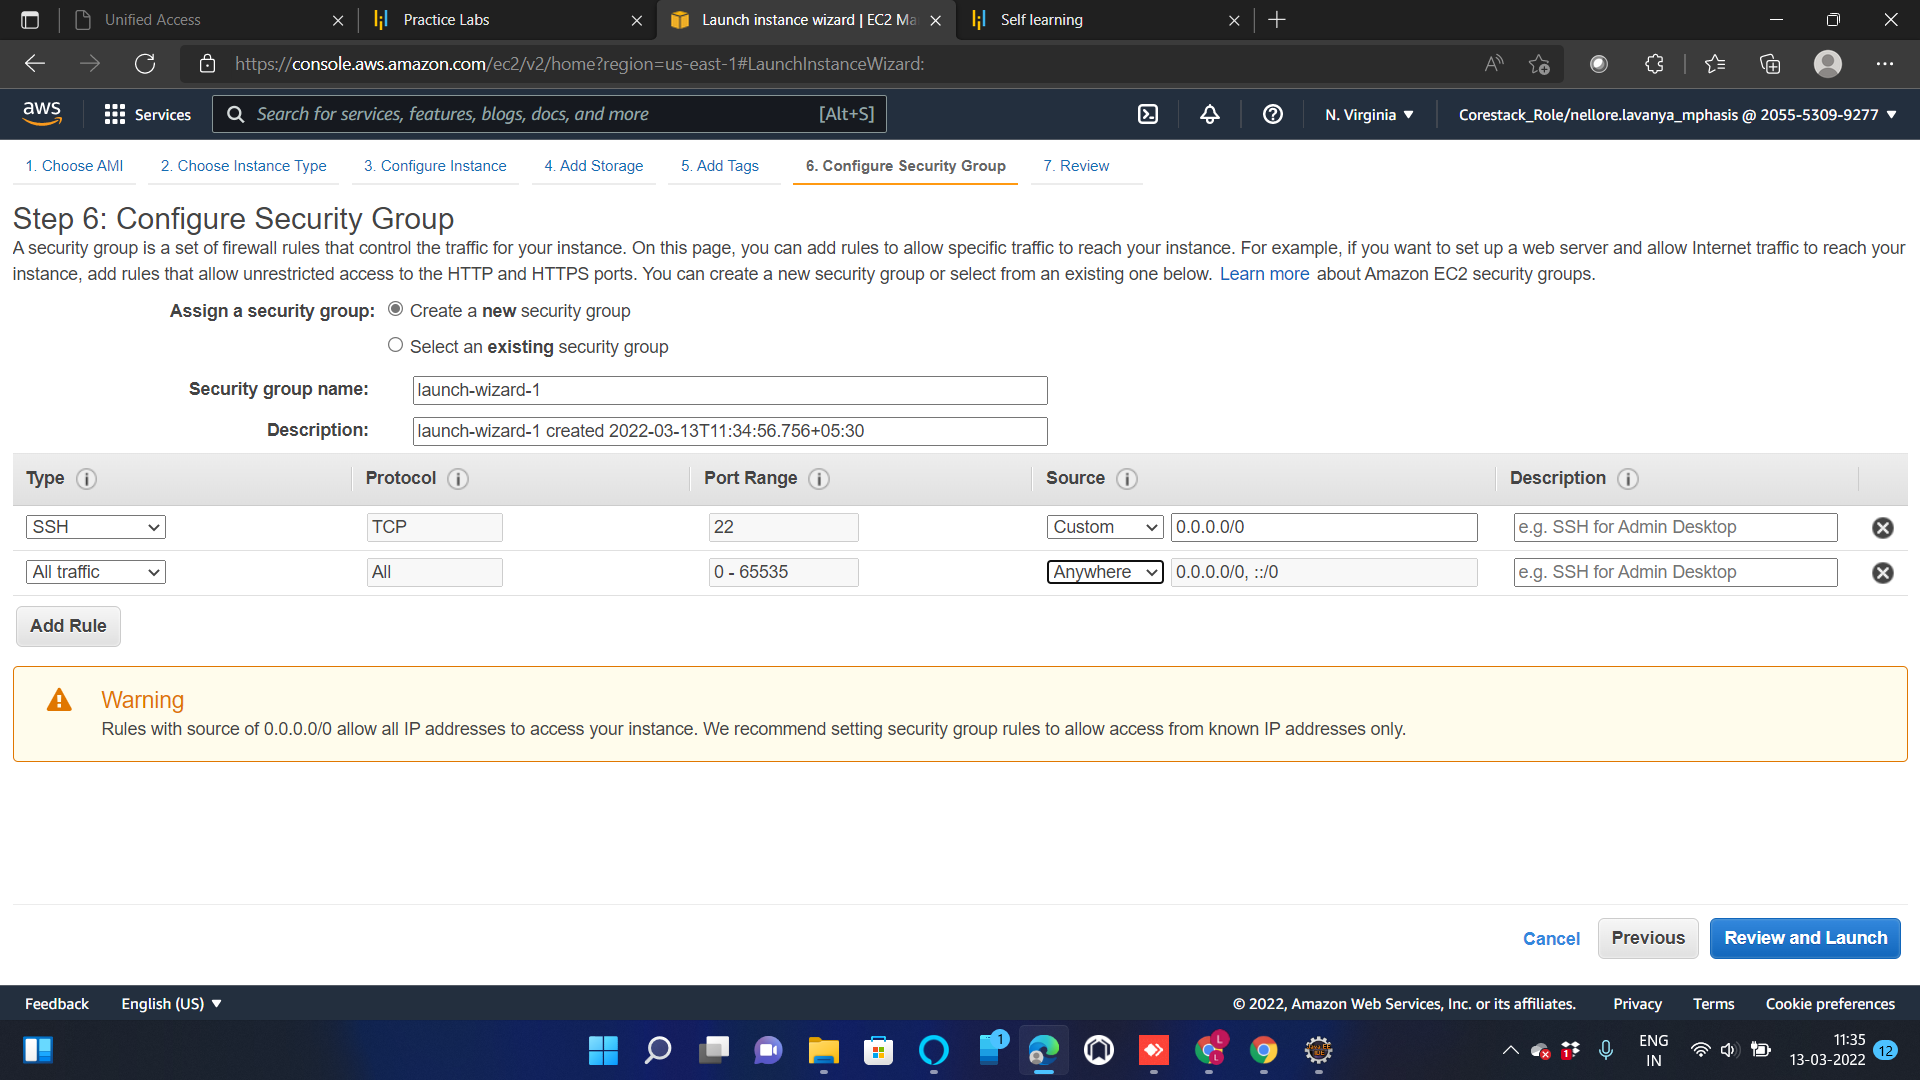 Unified Access
Practice Labs
Launch instance wizard | EC2 Ma
Self learning
https://console.aws.amazon.com/ec2/v2/home?region=us-east-1#LaunchInstanceWizard:
aws
Services
Search for services, features, blogs, docs, and more
[Alt+S]
N. Virginia
Corestack_Role/nellore.lavanya_mphasis @ 2055-5309-9277
1. Choose AMI
2. Choose Instance Type
3. Configure Instance
4. Add Storage
5. Add Tags
6. Configure Security Group
7. Review
Step 6: Configure Security Group
A security group is a set of firewall rules that control the traffic for your instance. On this page, you can add rules to allow specific traffic to reach your instance. For example, if you want to set up a web server and allow Internet traffic to reach your
instance, add rules that allow unrestricted access to the HTTP and HTTPS ports. You can create a new security group or select from an existing one below. Learn more about Amazon EC2 security groups.
Assign a security group:
Create a new security group
Select an existing security group
Security group name:
launch-wizard-1
Description:
launch-wizard-1 created 2022-03-13T11:34:56.756+05:30
Type
Protocol
Port Range
Source
Description
SSH
TCP
22
Custom
0.0.0.0/0
e.g. SSH for Admin Desktop
All traffic
All
0 - 65535
Anywhere
0.0.0.0/0, ::/0
e.g. SSH for Admin Desktop
Add Rule
Warning
Rules with source of 0.0.0.0/0 allow all IP addresses to access your instance. We recommend setting security group rules to allow access from known IP addresses only.
Cancel
Previous
Review and Launch
Feedback
English (US)
© 2022, Amazon Web Services, Inc. or its affiliates.
Privacy
Terms
Cookie preferences
1
L
L
1
ENG
IN
11:35
13-03-2022
12